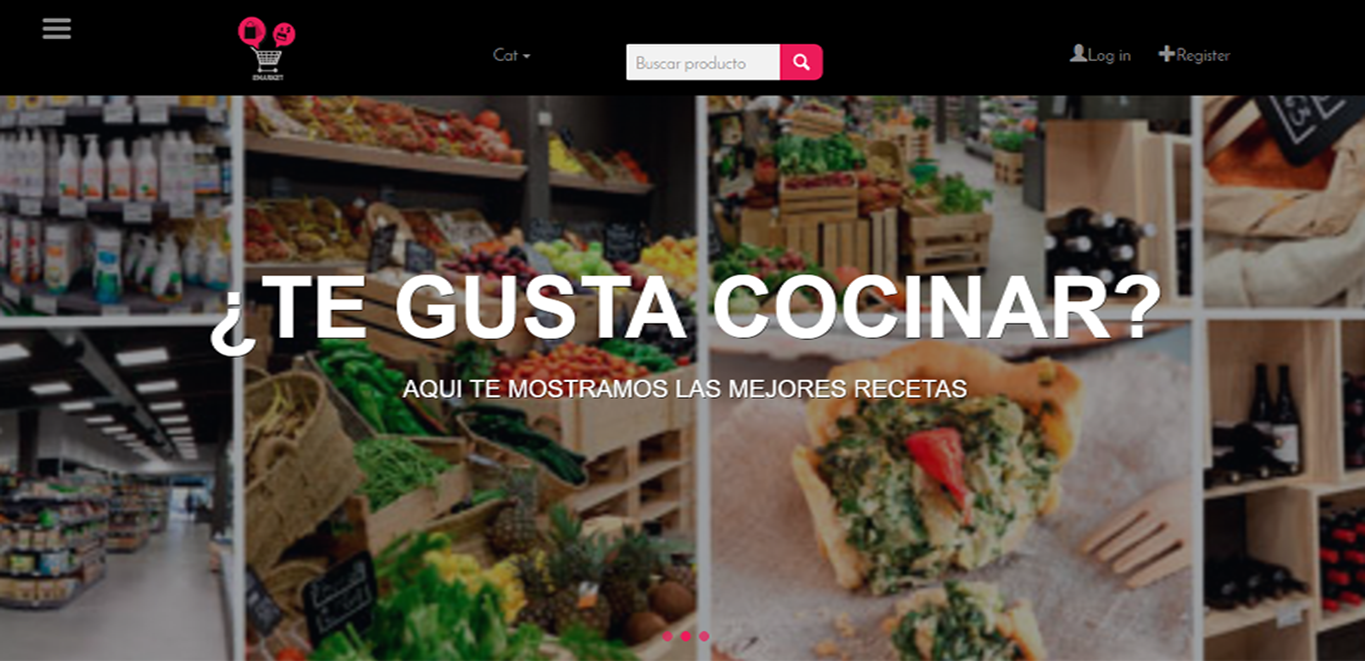 EMARKET
Cat
Buscar producto
Log in
Register
¿TE GUSTA COCINAR?
AQUI TE MOSTRAMOS LAS MEJORES RECETAS